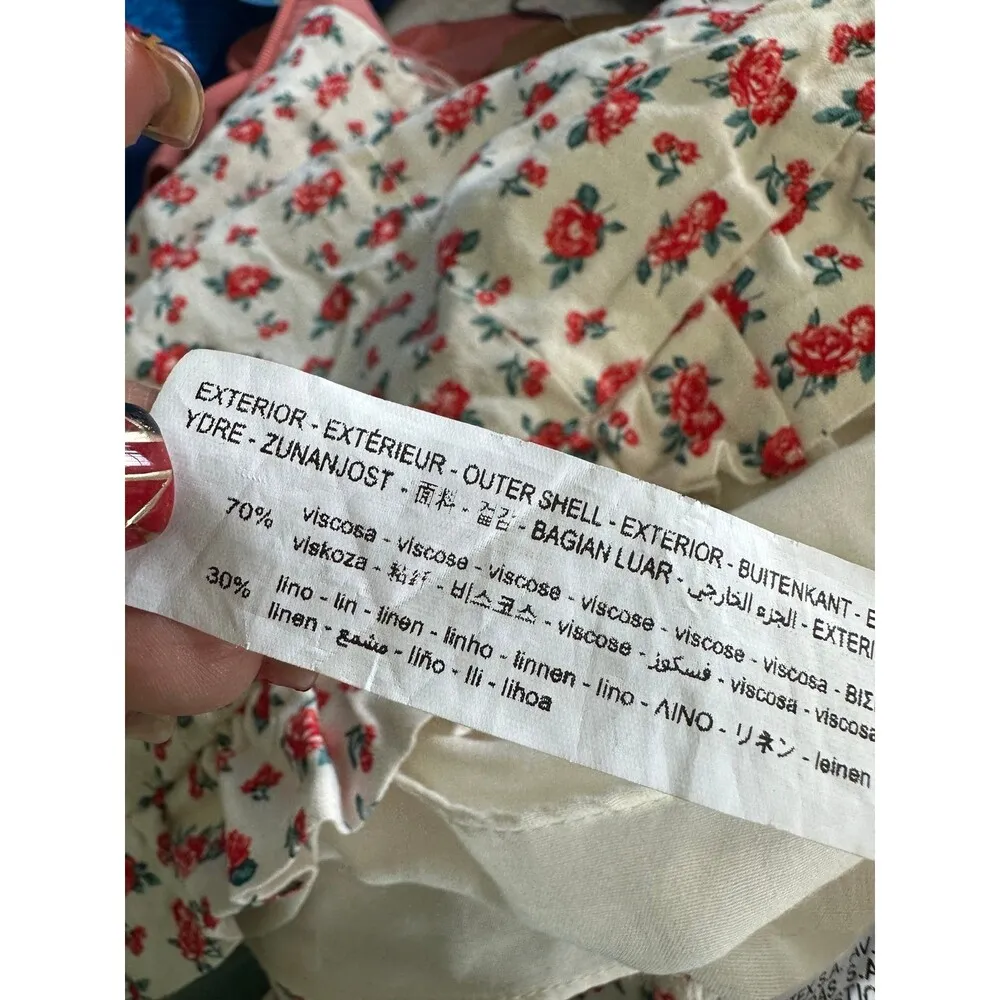 EXTERIOR - EXTÉRIEUR - OUTER SHELL - EXTERIOR - BUITENKANT - E
YDRE - ZUNANJOST - 面料 - 겉감 - BAGIAN LUAR - الجزء الخارجي - EXTERI
70% viscosa - viscose - viscose - viscose - viscose - viscosa - ΒΙΣ
viskoza - 粘纤 - 비스코스 - viscose - فسكوز - viscosa - viscosa
30% lino - lin - linen - linho - linnen - lino - ΛΙΝΟ - リネン - leinen
linen - مشمع - liño - lli - lihoa
S.A. AV.
S.A